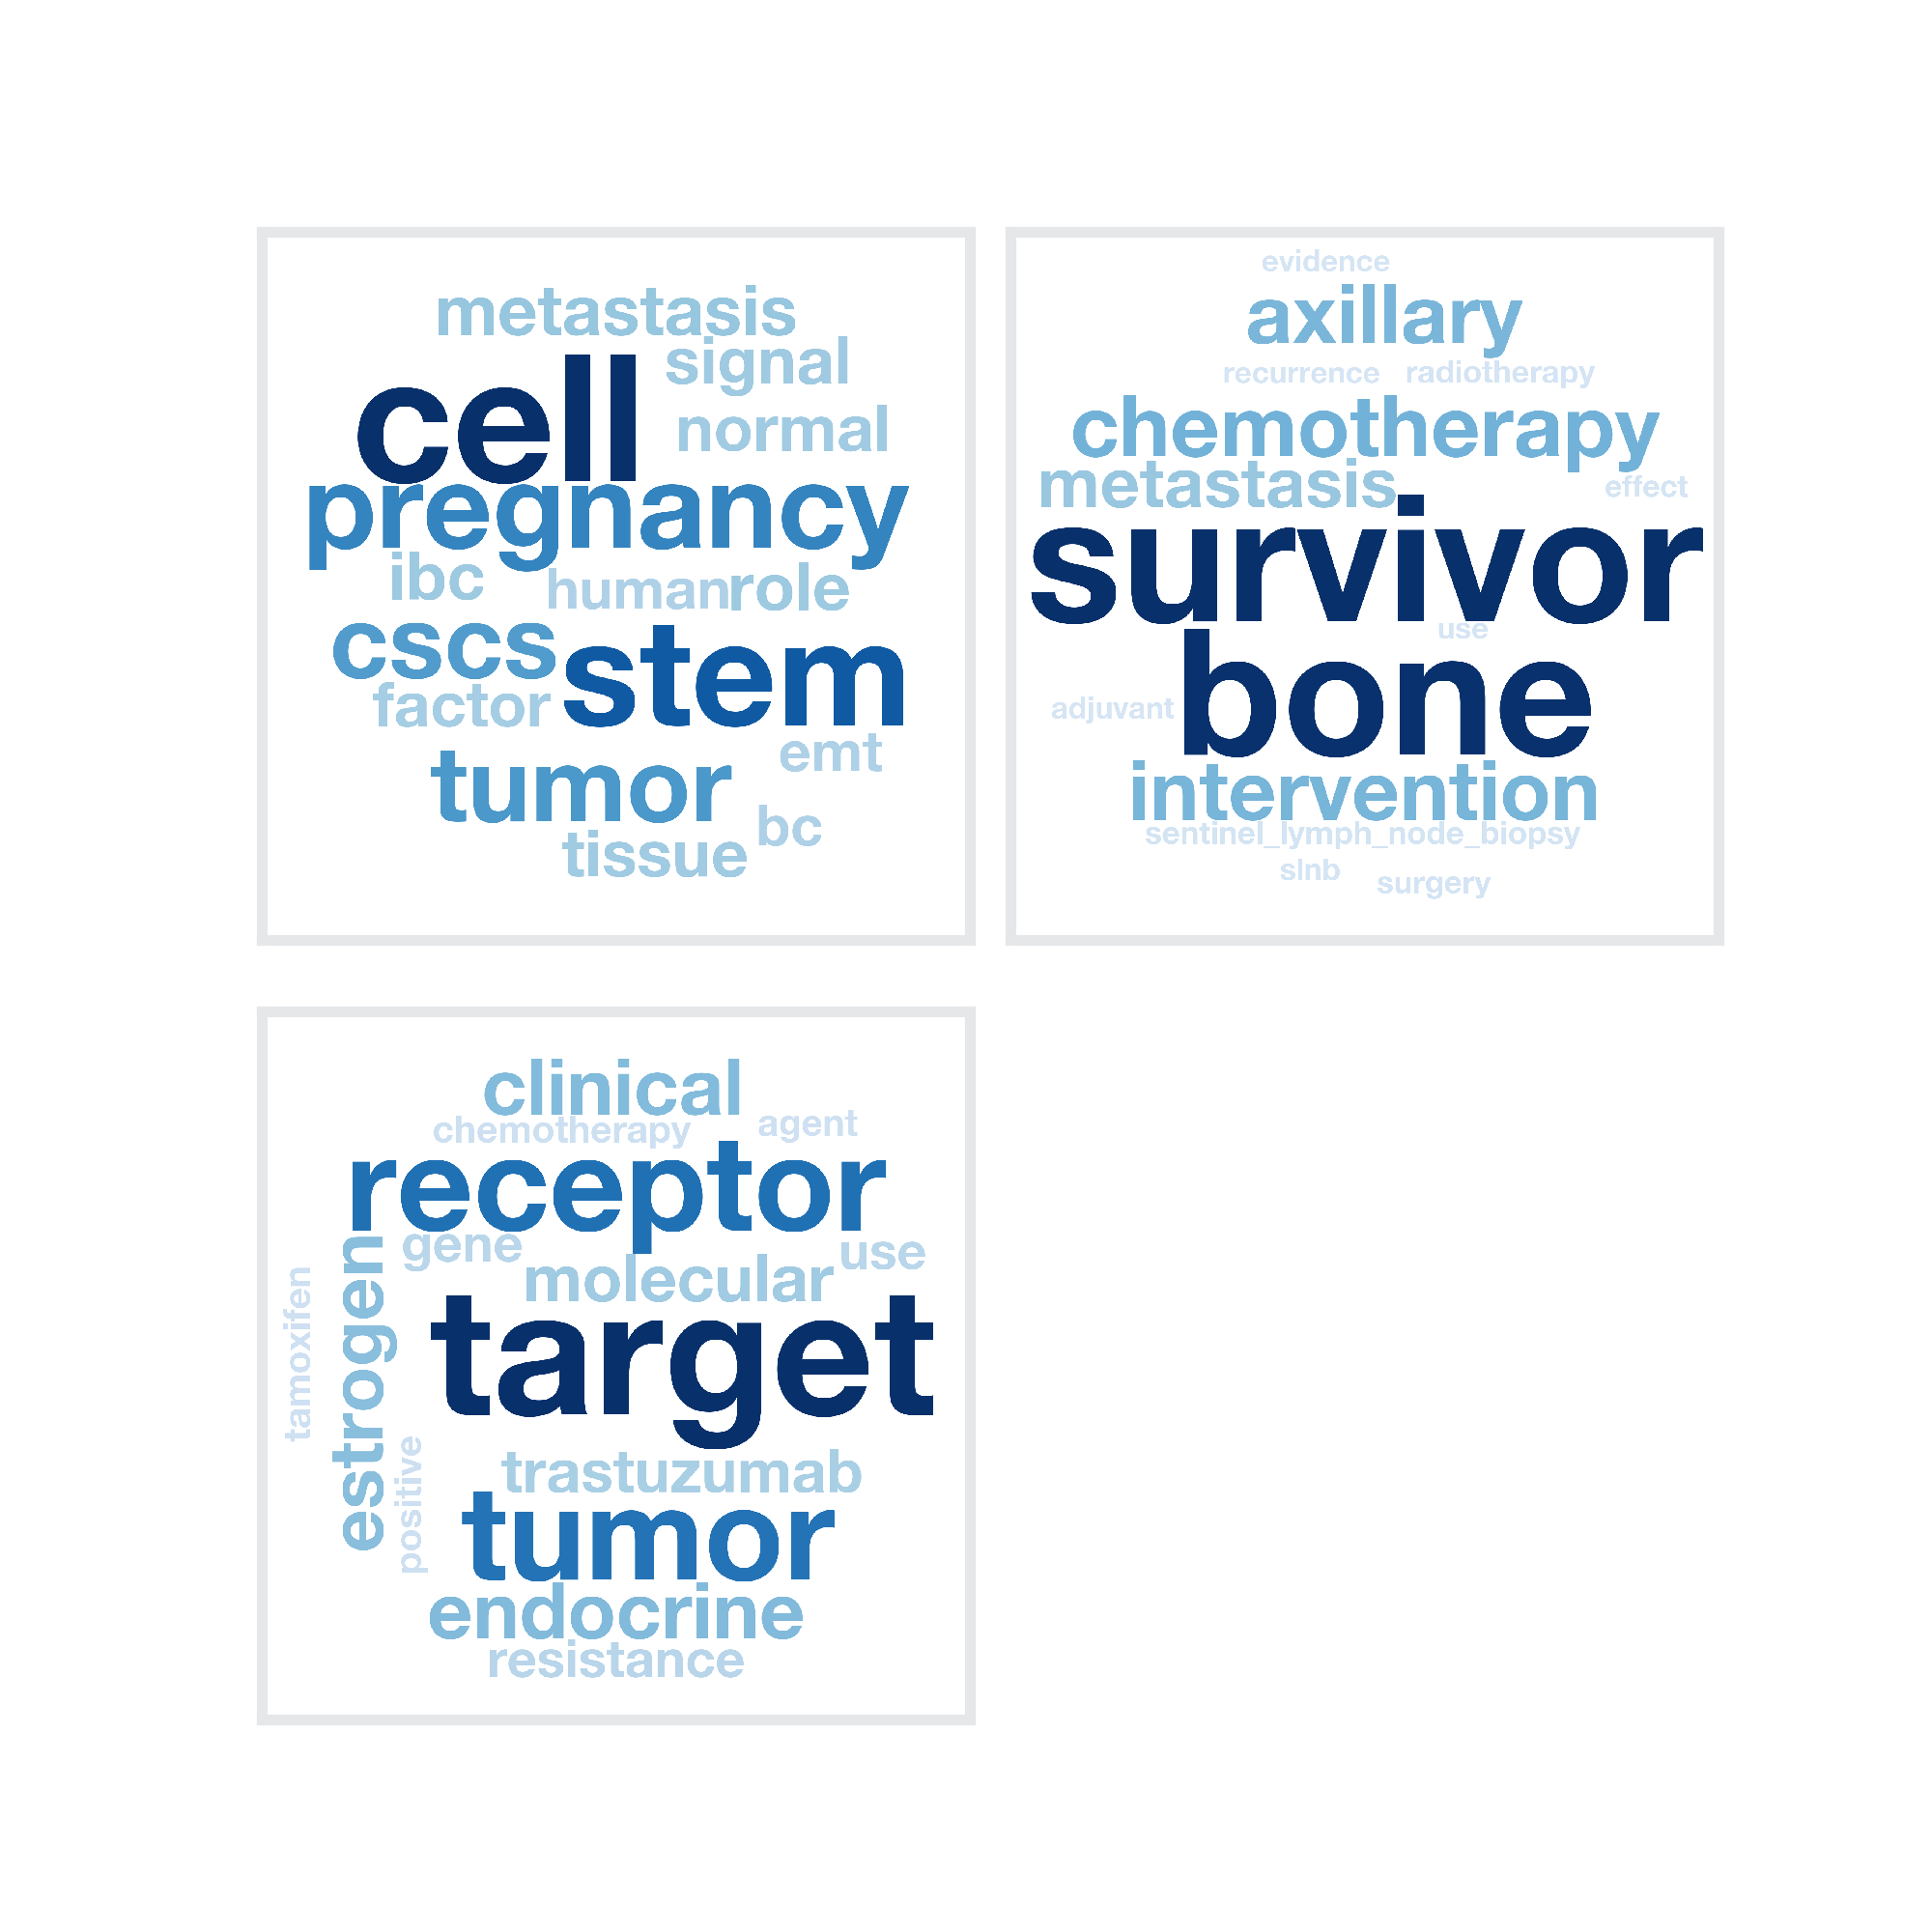 metastasis
signal
cell
normal
pregnancy
ibc
human role
cscs
stem
factor
emt
tumor
bc
tissue
evidence
axillary
recurrence radiotherapy
chemotherapy
metastasis
effect
survivor
use
bone
adjuvant
intervention
sentinel_lymph_node_biopsy
slnb
surgery
clinical
chemotherapy
agent
receptor
gene
use
molecular
tamoxifen
estrogen
target
positive
trastuzumab
tumor
endocrine
resistance